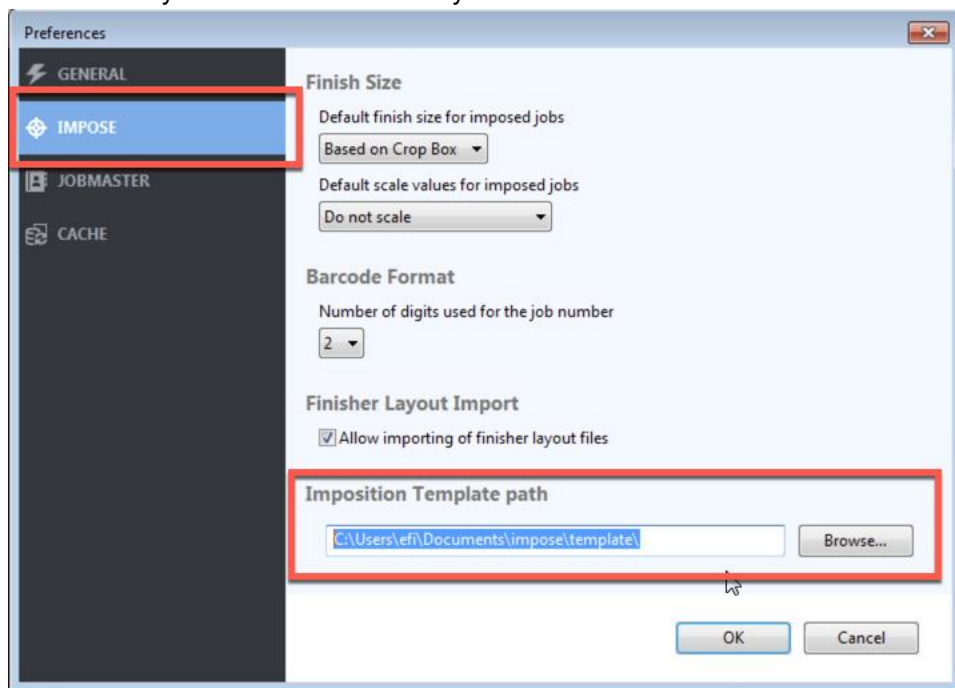 Preferences
GENERAL
IMPOSE
JOBMASTER
CACHE
Finish Size
Default finish size for imposed jobs
Based on Crop Box
Default scale values for imposed jobs
Do not scale
Barcode Format
Number of digits used for the job number
2
Finisher Layout Import
Allow importing of finisher layout files
Imposition Template path
C:\Users\efi\Documents\impose\template\
Browse...
OK Cancel